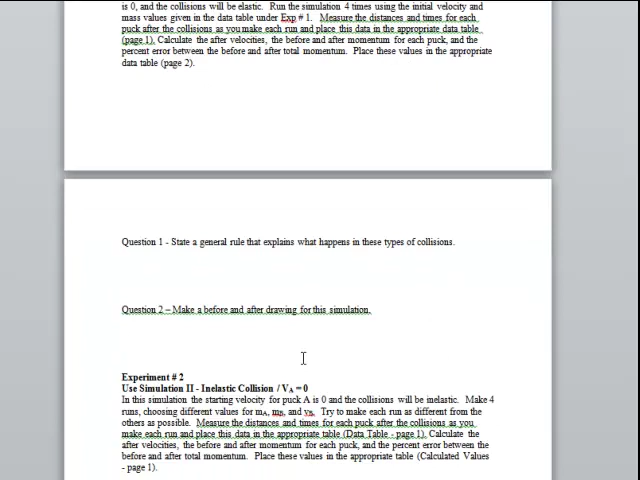 is 0, and the collisions will be elastic. Run the simulation 4 times using the initial velocity and
mass values given in the data table under Exp # 1. Measure the distances and times for each
puck after the collisions as you make each run and place this data in the appropriate data table
(page 1). Calculate the after velocities, the before and after momentum for each puck, and the
percent error between the before and after total momentum. Place these values in the appropriate
data table (page 2).
Question 1 - State a general rule that explains what happens in these types of collisions.
Question 2 – Make a before and after drawing for this simulation.
Experiment # 2
Use Simulation II - Inelastic Collision / VA = 0
In this simulation the starting velocity for puck A is 0 and the collisions will be inelastic. Make 4
runs, choosing different values for mA, mB, and vB. Try to make each run as different from the
others as possible. Measure the distances and times for each puck after the collisions as you
make each run and place this data in the appropriate table (Data Table - page 1). Calculate the
after velocities, the before and after momentum for each puck, and the percent error between the
before and after total momentum. Place these values in the appropriate table (Calculated Values
- page 1).